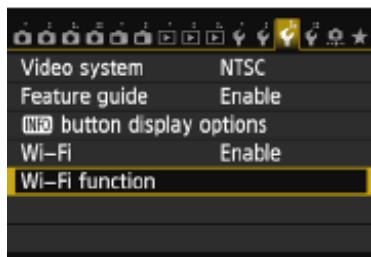 Video system NTSC
Feature guide Enable
INFO button display options
Wi-Fi Enable
Wi-Fi function